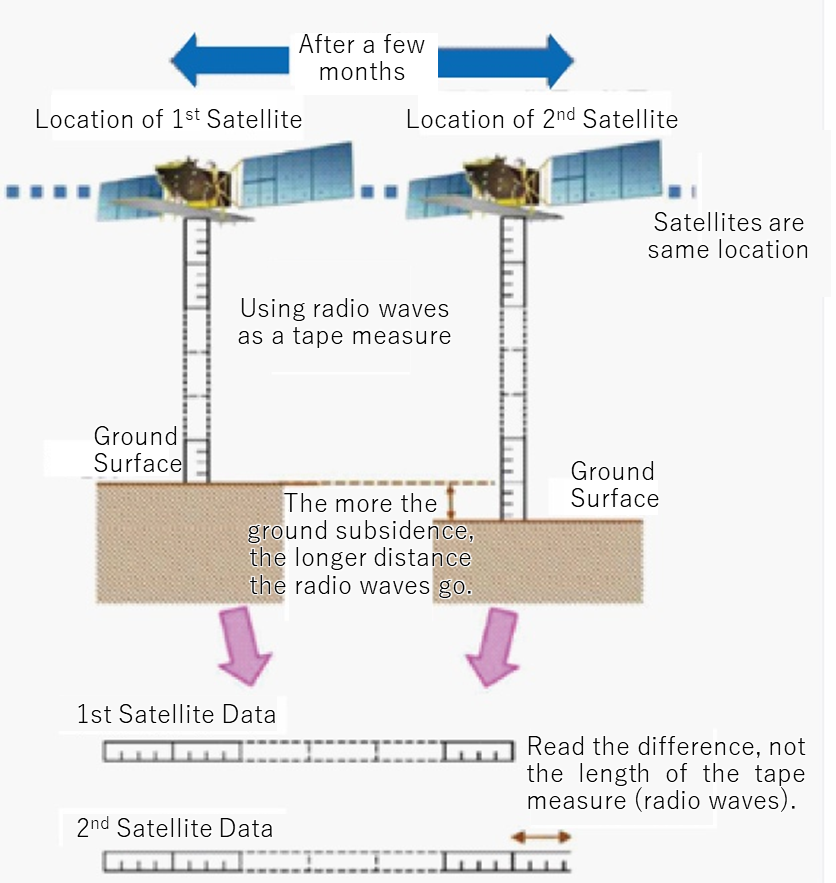 After a few
months
Location of 1st Satellite
Location of 2nd Satellite
Satellites are
same location
Using radio waves
as a tape measure
Ground
Surface
Ground
Surface
The more the
ground subsidence,
the longer distance
the radio waves go.
1st Satellite Data
Read the difference, not
the length of the tape
measure (radio waves).
2nd Satellite Data